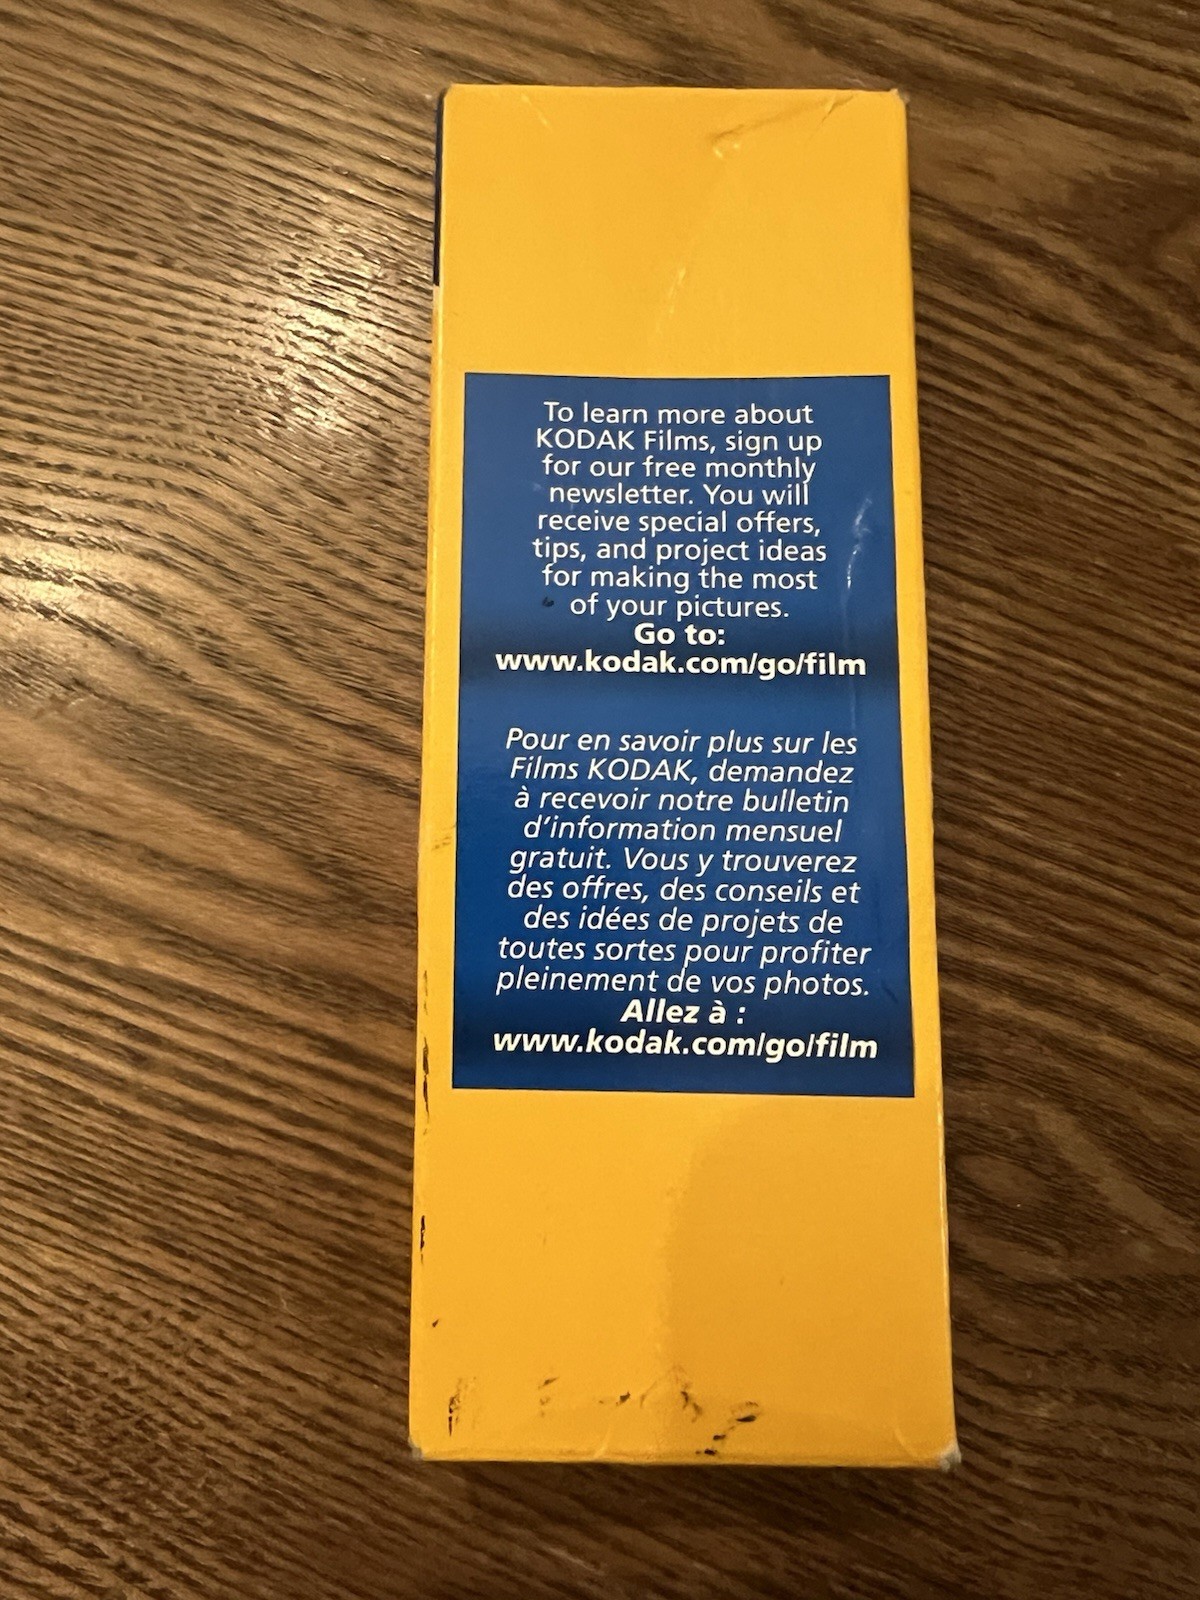 To learn more about
KODAK Films, sign up
for our free monthly
newsletter. You will
receive special offers,
tips, and project ideas
for making the most
of your pictures.
Go to:
www.kodak.com/go/film
Pour en savoir plus sur les
Films KODAK, demandez
à recevoir notre bulletin
d'information mensuel
gratuit. Vous y trouverez
des offres, des conseils et
des idées de projets de
toutes sortes pour profiter
pleinement de vos photos.
Allez à :
www.kodak.com/go/film